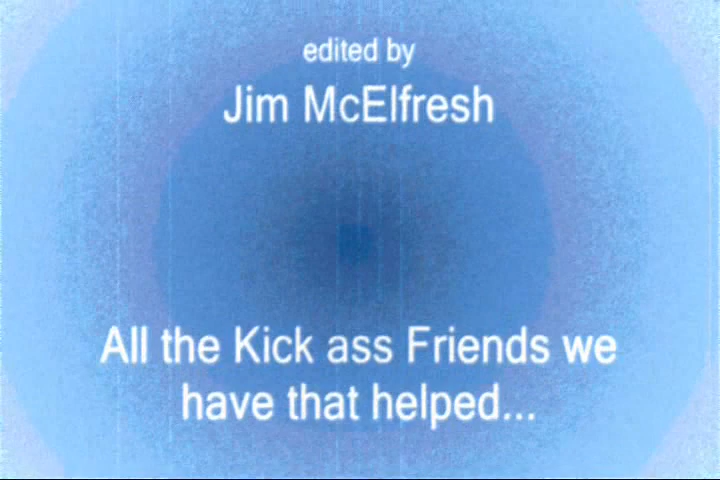 edited by
Jim McElfresh
All the Kick ass Friends we
have that helped...